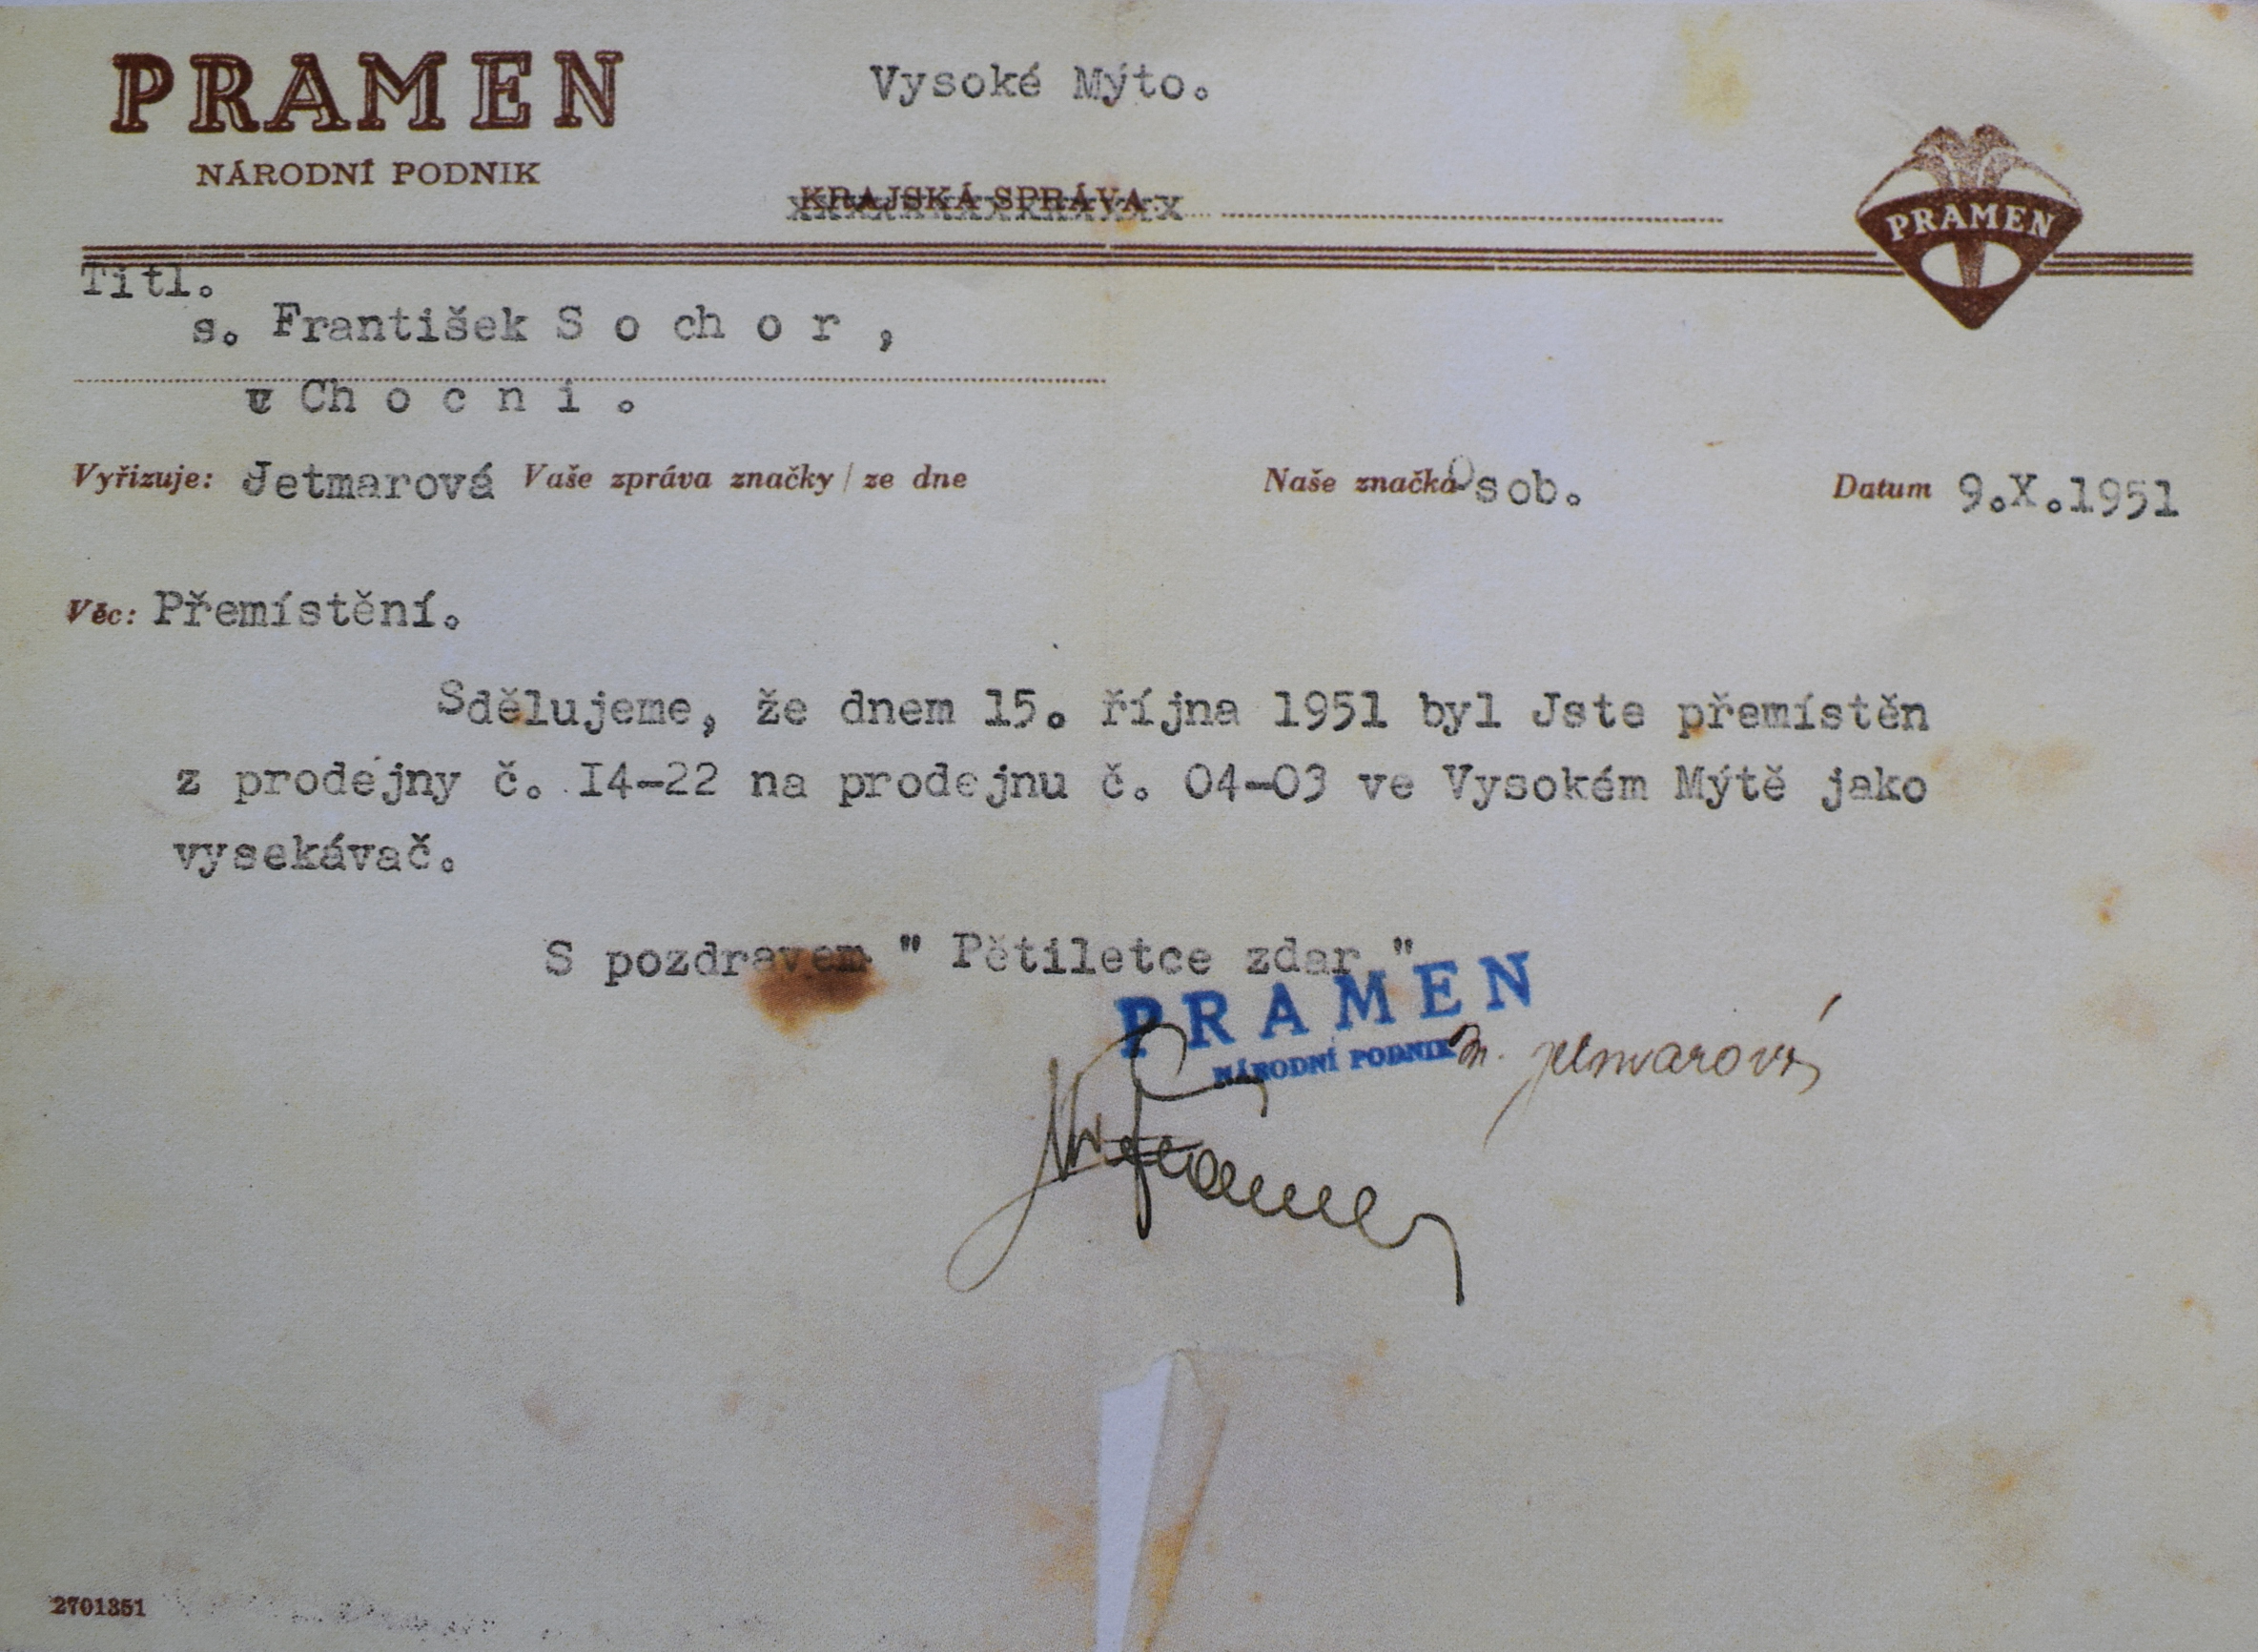 PRAMEN
NÁRODNÍ PODNIK
Vysoké Mýto.
KRAJSKÁ SPRÁVA
PRAMEN
Titl.
s. František S o ch o r ,
v Ch o c n i .
Vyřizuje: Jetmarová Vaše zpráva značky / ze dne Naše značka Osob. Datum 9.X.1951
Věc: Přemístění.
Sdělujeme, že dnem 15. října 1951 byl Jste přemístěn
z prodejny č. I4-22 na prodejnu č. 04-03 ve Vysokém Mýtě jako
vysekávač.
S pozdravem " Pětiletce zdar "
PRAMEN
NÁRODNÍ PODNIK
M. Jetmarová
2701351